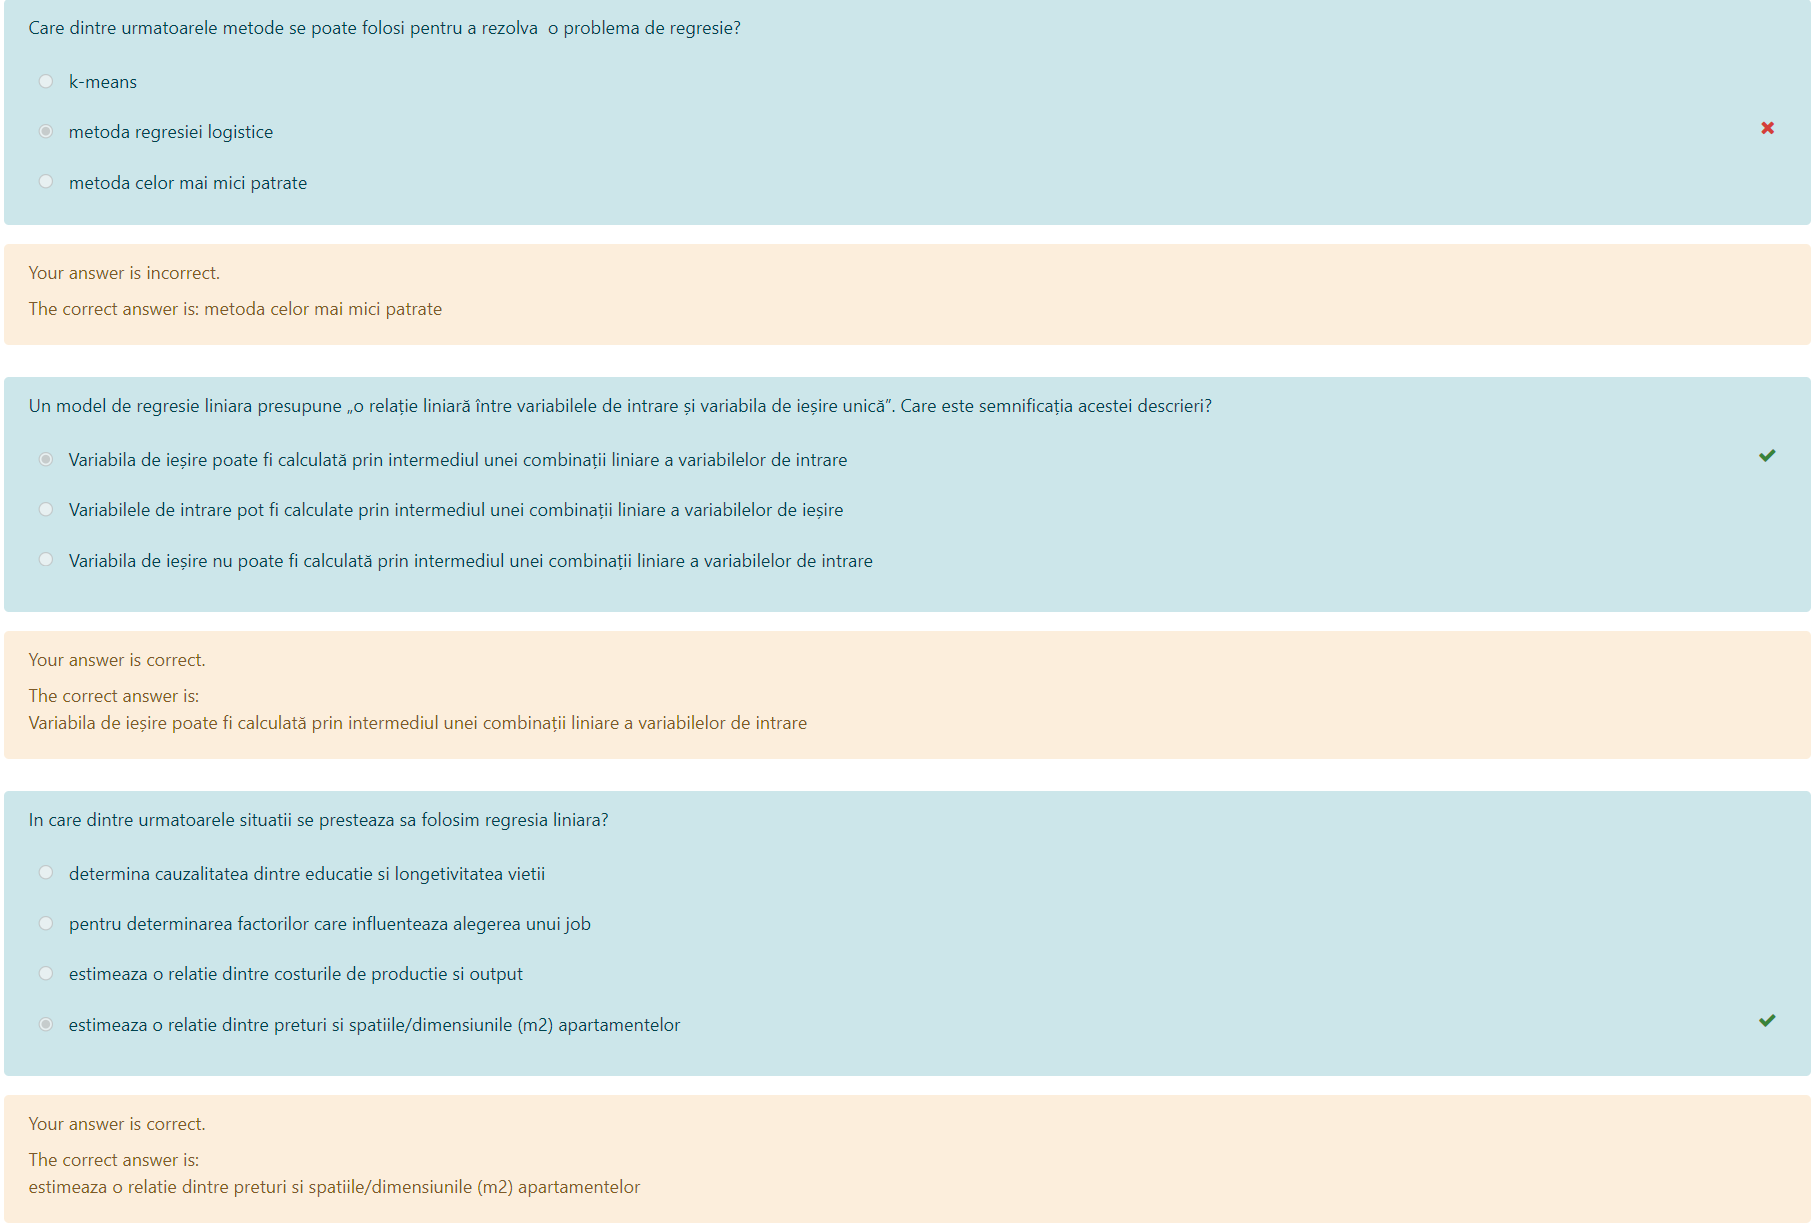 Care dintre urmatoarele metode se poate folosi pentru a rezolva  o problema de regresie?
k-means
metoda regresiei logistice
metoda celor mai mici patrate
Your answer is incorrect.
The correct answer is: metoda celor mai mici patrate
Un model de regresie liniara presupune „o relație liniară între variabilele de intrare și variabila de ieșire unică”. Care este semnificația acestei descrieri?
Variabila de ieșire poate fi calculată prin intermediul unei combinații liniare a variabilelor de intrare
Variabilele de intrare pot fi calculate prin intermediul unei combinații liniare a variabilelor de ieșire
Variabila de ieșire nu poate fi calculată prin intermediul unei combinații liniare a variabilelor de intrare
Your answer is correct.
The correct answer is:
Variabila de ieșire poate fi calculată prin intermediul unei combinații liniare a variabilelor de intrare
In care dintre urmatoarele situatii se presteaza sa folosim regresia liniara?
determina cauzalitatea dintre educatie si longetivitatea vietii
pentru determinarea factorilor care influenteaza alegerea unui job
estimeaza o relatie dintre costurile de productie si output
estimeaza o relatie dintre preturi si spatiile/dimensiunile (m2) apartamentelor
Your answer is correct.
The correct answer is:
estimeaza o relatie dintre preturi si spatiile/dimensiunile (m2) apartamentelor